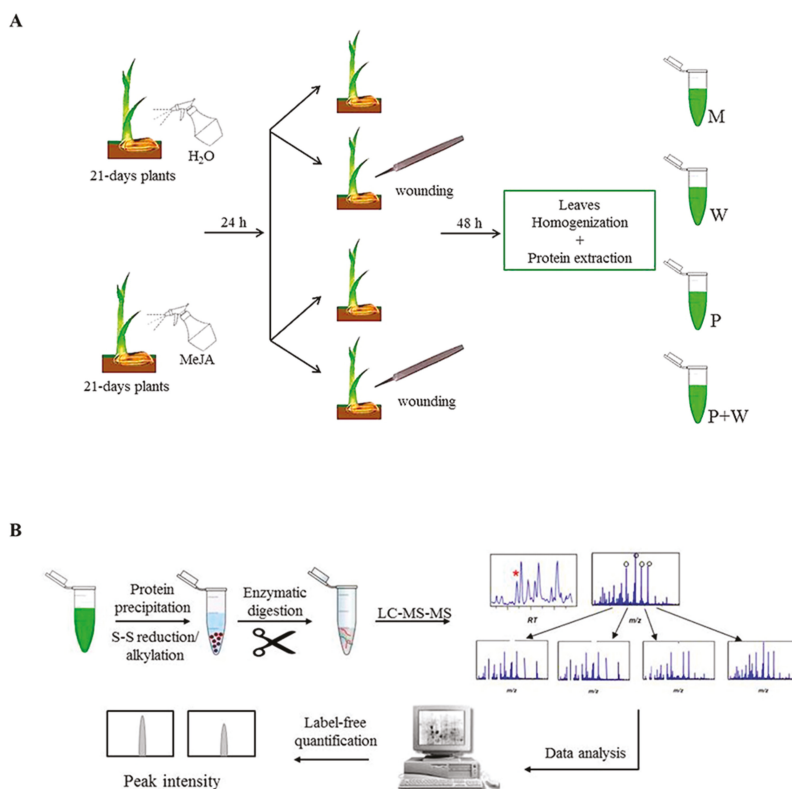 A
H₂O
21-days plants
24 h
wounding
MeJA
21-days plants
wounding
48 h
Leaves
Homogenization
+
Protein extraction
M
W
P
P+W
B
Protein
precipitation
S-S reduction/
alkylation
Enzymatic
digestion
LC-MS-MS
*
RT
m/z
m/z
m/z
m/z
m/z
Data analysis
Label-free
quantification
Peak intensity